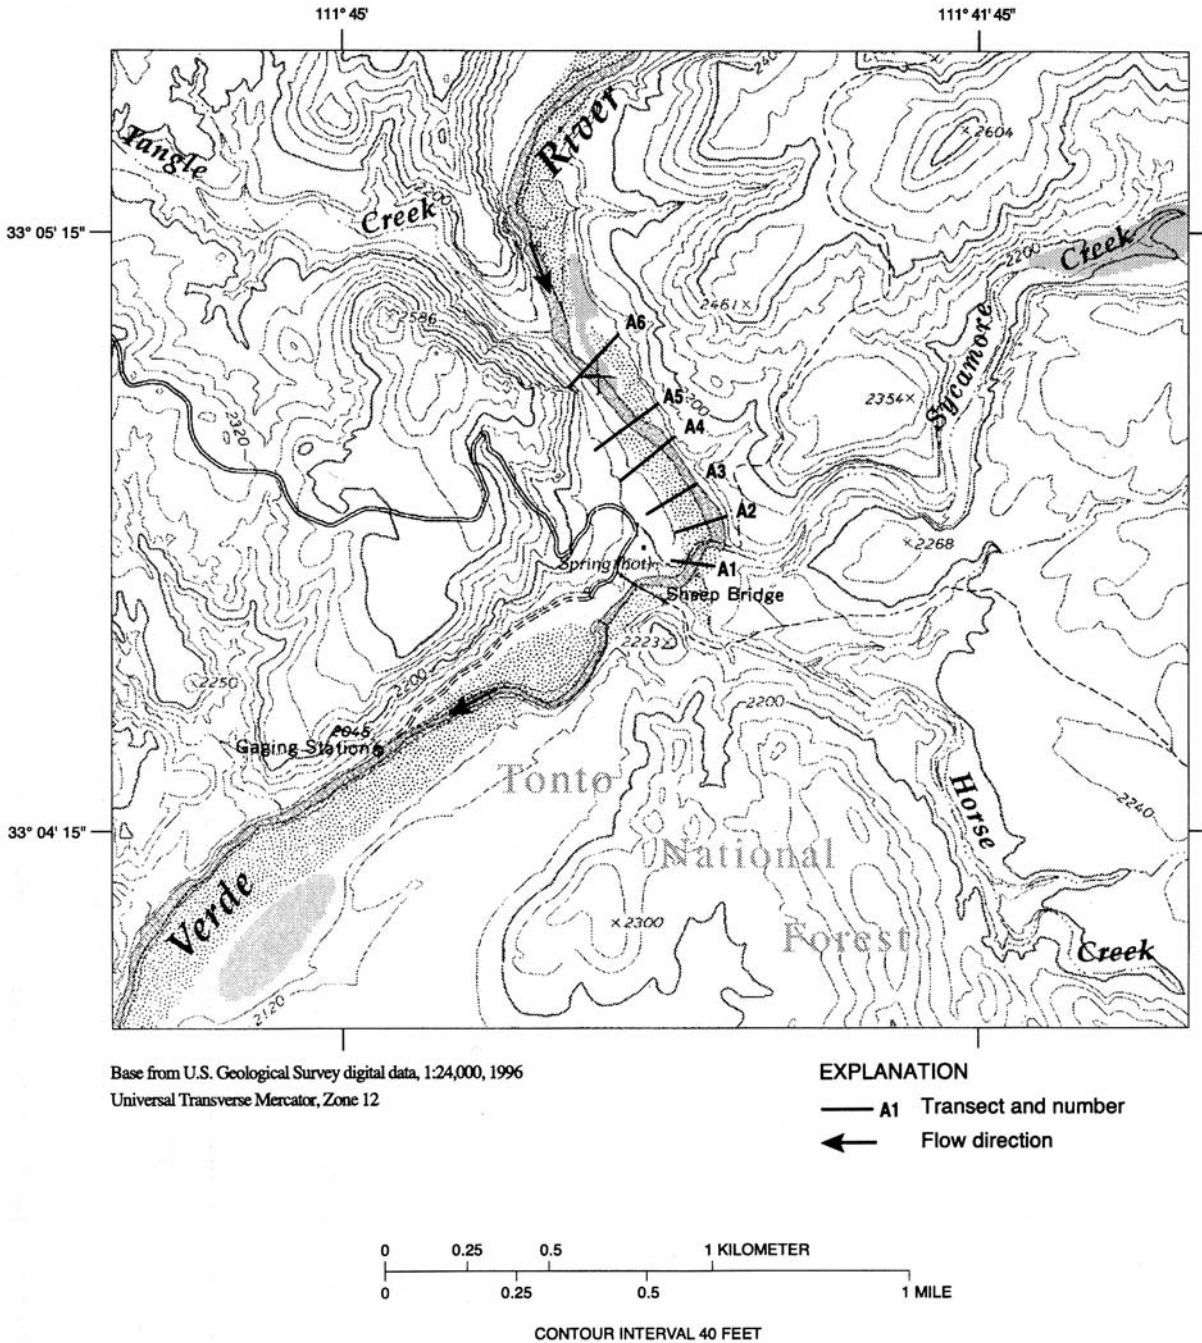 111° 45'
111° 41' 45"
River
2604
Tangle
Creek
33° 05' 15"
2200
Creek
2461
2586
A6
Sycamore
A5
2200
2354
A4
2320
A3
A2
2268
Spring (hot)
A1
Sheep Bridge
2223
2250
2200
2200
2045
Gaging Station
Tonto
Horse
2240
33° 04' 15"
National
Verde
2300
Forest
Creek
2120
Base from U.S. Geological Survey digital data, 1:24,000, 1996
Universal Transverse Mercator, Zone 12
EXPLANATION
A1 Transect and number
Flow direction
0 0.25 0.5 1 KILOMETER
0 0.25 0.5 1 MILE
CONTOUR INTERVAL 40 FEET